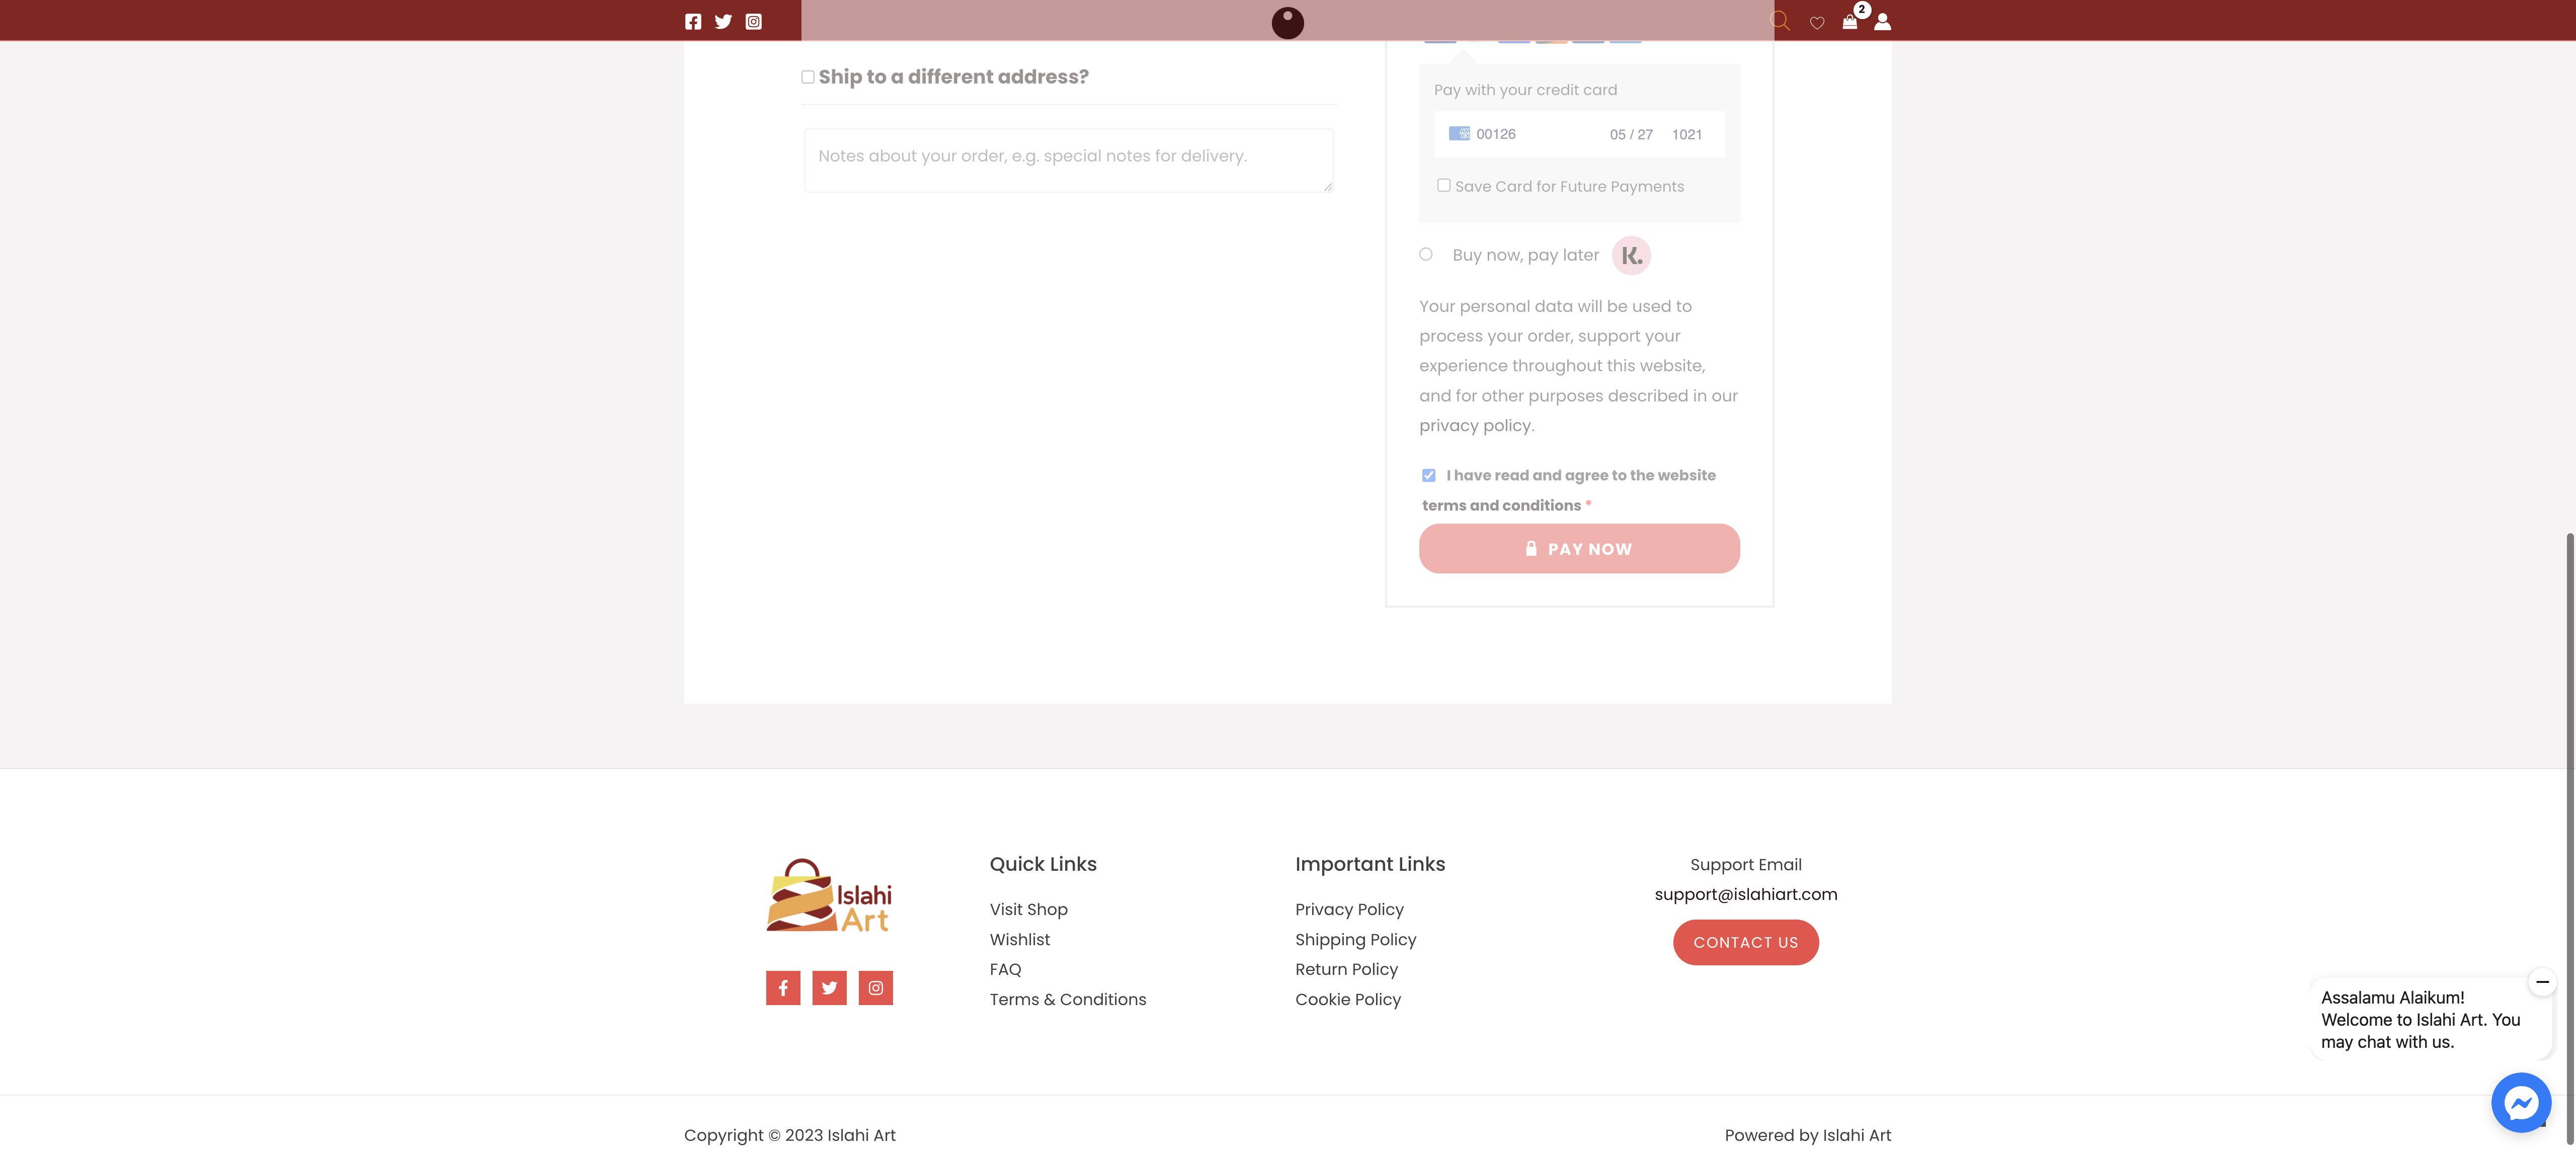 2
Ship to a different address?
Notes about your order, e.g. special notes for delivery.
Pay with your credit card
00126 05 / 27 1021
Save Card for Future Payments
Buy now, pay later K.
Your personal data will be used to
process your order, support your
experience throughout this website,
and for other purposes described in our
privacy policy.
I have read and agree to the website
terms and conditions *
PAY NOW
Islahi
Art
Quick Links
Visit Shop
Wishlist
FAQ
Terms & Conditions
Important Links
Privacy Policy
Shipping Policy
Return Policy
Cookie Policy
Support Email
support@islahiart.com
CONTACT US
Assalamu Alaikum!
Welcome to Islahi Art. You
may chat with us.
Copyright © 2023 Islahi Art
Powered by Islahi Art